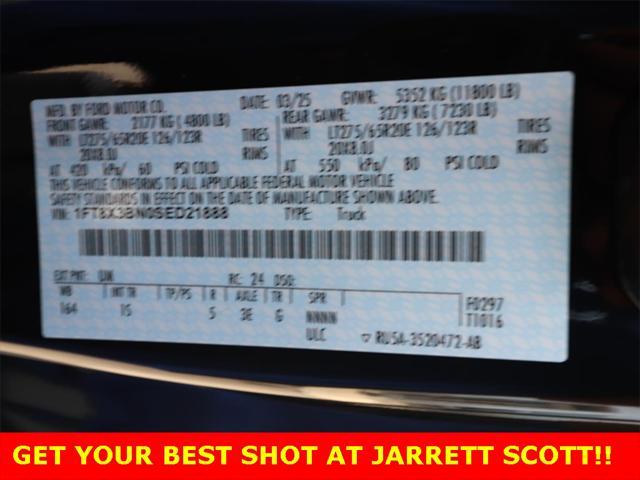 MFD. BY FORD MOTOR CO. DATE: 03/25 GVWR: 5352 KG (11800 LB)
FRONT GAWR: 2177 KG (4800 LB) REAR GAWR: 3279 KG (7230 LB)
WITH LT275/65R20E 126/123R TIRES WITH LT275/65R20E 126/123R TIRES
20X8.0J RIMS 20X8.0J RIMS
AT 420 kPa/ 60 PSI COLD AT 550 kPa/ 80 PSI COLD
THIS VEHICLE CONFORMS TO ALL APPLICABLE FEDERAL MOTOR VEHICLE
SAFETY STANDARDS IN EFFECT ON THE DATE OF MANUFACTURE SHOWN ABOVE.
VIN: 1FT8X3BN0SED21888 TYPE: Truck
EXT PNT: RC: 24 DSO:
WB INT TR TP/PS R AXLE TR SPR F0297
164 IS 5 3E G NNNN T1016
ULC ▽ RU5A-3520472-AB
GET YOUR BEST SHOT AT JARRETT SCOTT!!